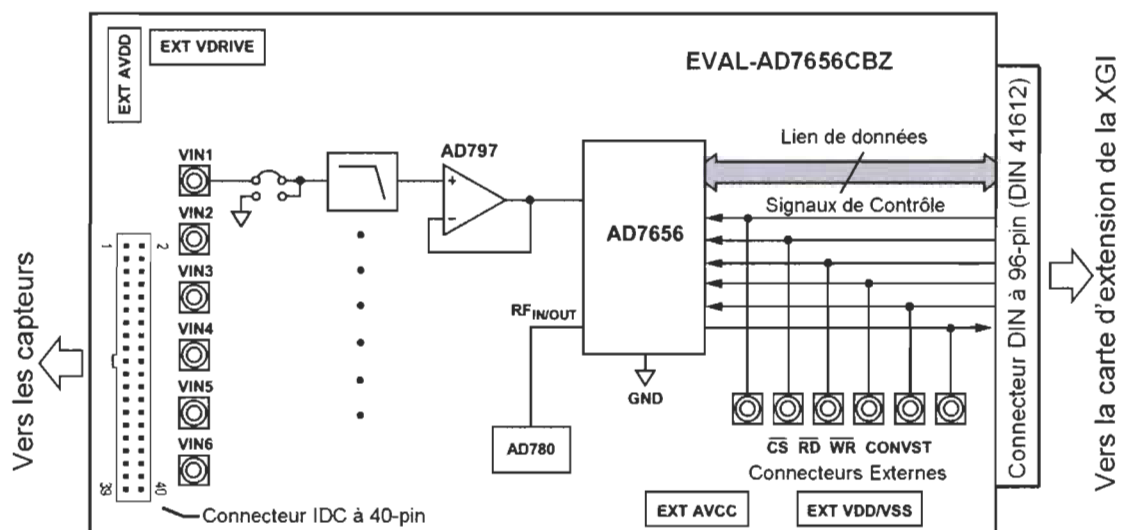 EXT AVDD
EXT VDRIVE
EVAL-AD7656CBZ
VIN1
AD797
Lien de données
VIN2
Signaux de Contrôle
1
2
AD7656
VIN3
RF IN/OUT
VIN4
GND
VIN5
VIN6
AD780
CS RD WR CONVST
Connecteurs Externes
39
40
Connecteur IDC à 40-pin
EXT AVCC
EXT VDD/VSS
Vers les capteurs
Connecteur DIN à 96-pin (DIN 41612)
Vers la carte d'extension de la XGI